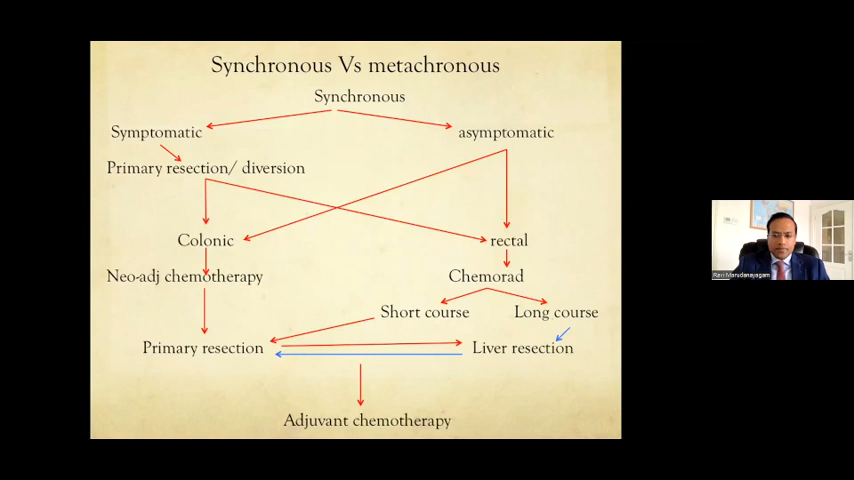 Synchronous Vs metachronous
Synchronous
Symptomatic
asymptomatic
Primary resection/ diversion
Colonic
rectal
Neo-adj chemotherapy
Chemorad
Short course
Long course
Primary resection
Liver resection
Adjuvant chemotherapy
Ravi Marudanayagam